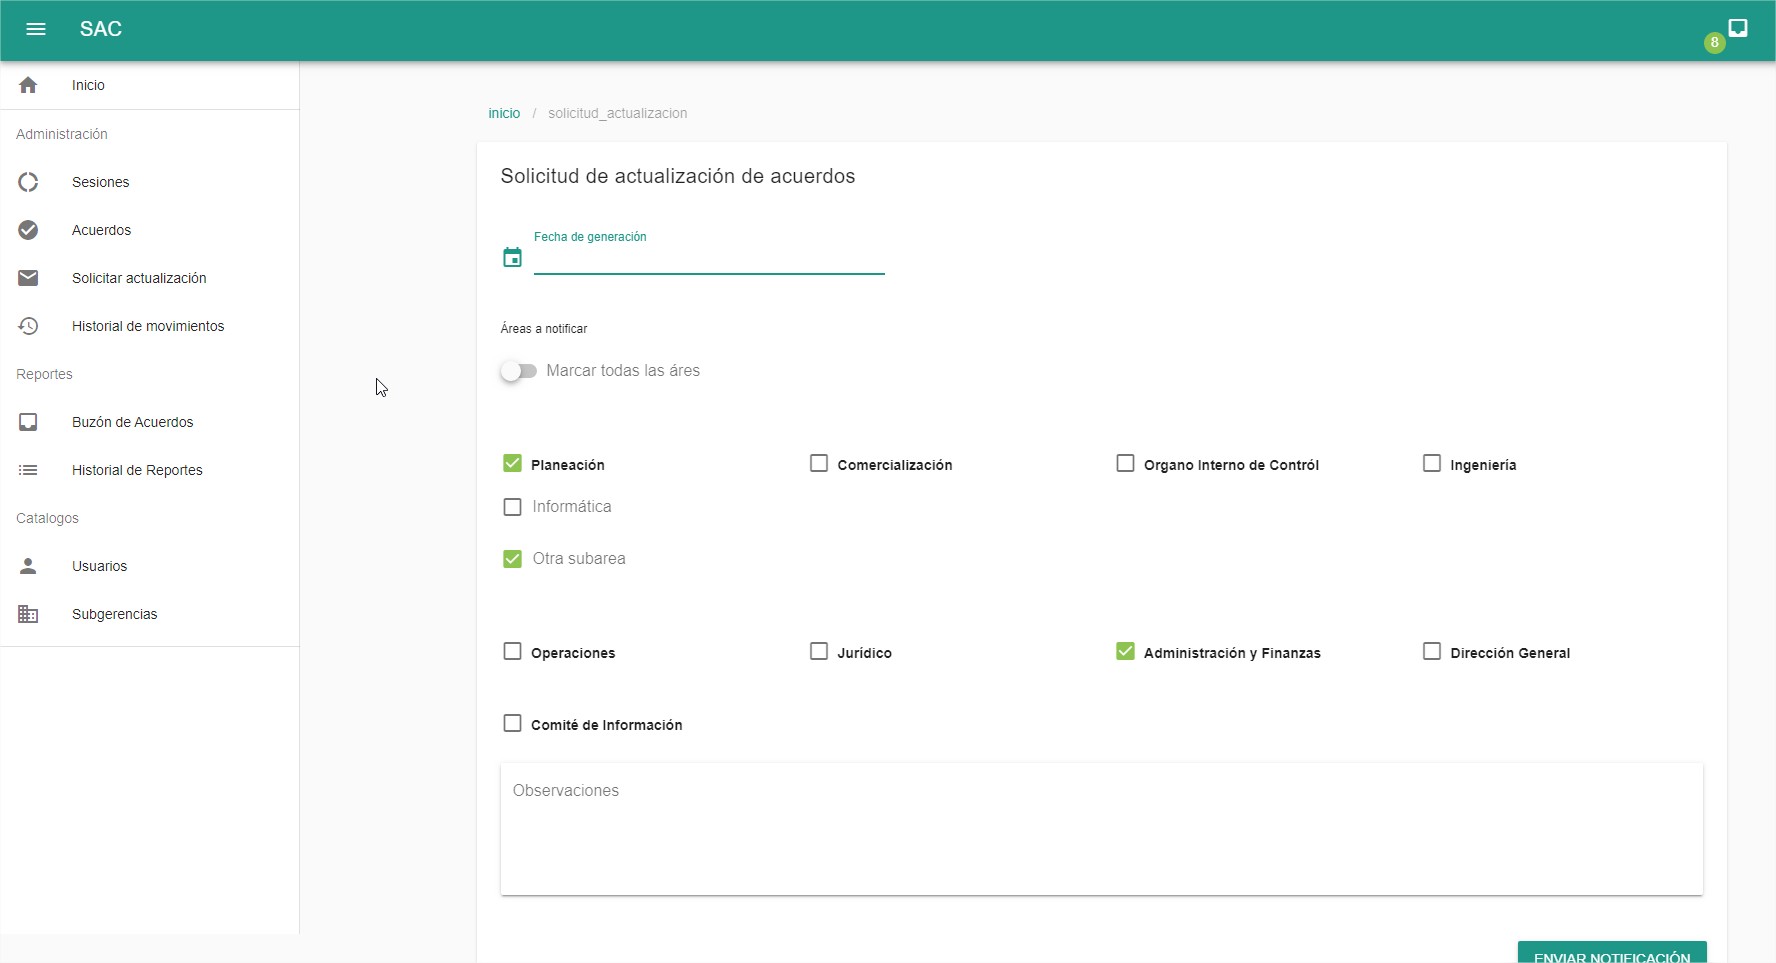 SAC
8
Inicio
Administración
Sesiones
Acuerdos
Solicitar actualización
Historial de movimientos
Reportes
Buzón de Acuerdos
Historial de Reportes
Catalogos
Usuarios
Subgerencias
inicio / solicitud_actualizacion
Solicitud de actualización de acuerdos
Fecha de generación
Áreas a notificar
Marcar todas las áres
Planeación Comercialización Organo Interno de Contról Ingeniería
Informática
Otra subarea
Operaciones Jurídico Administración y Finanzas Dirección General
Comité de Información
Observaciones
ENVIAR NOTIFICACIÓN